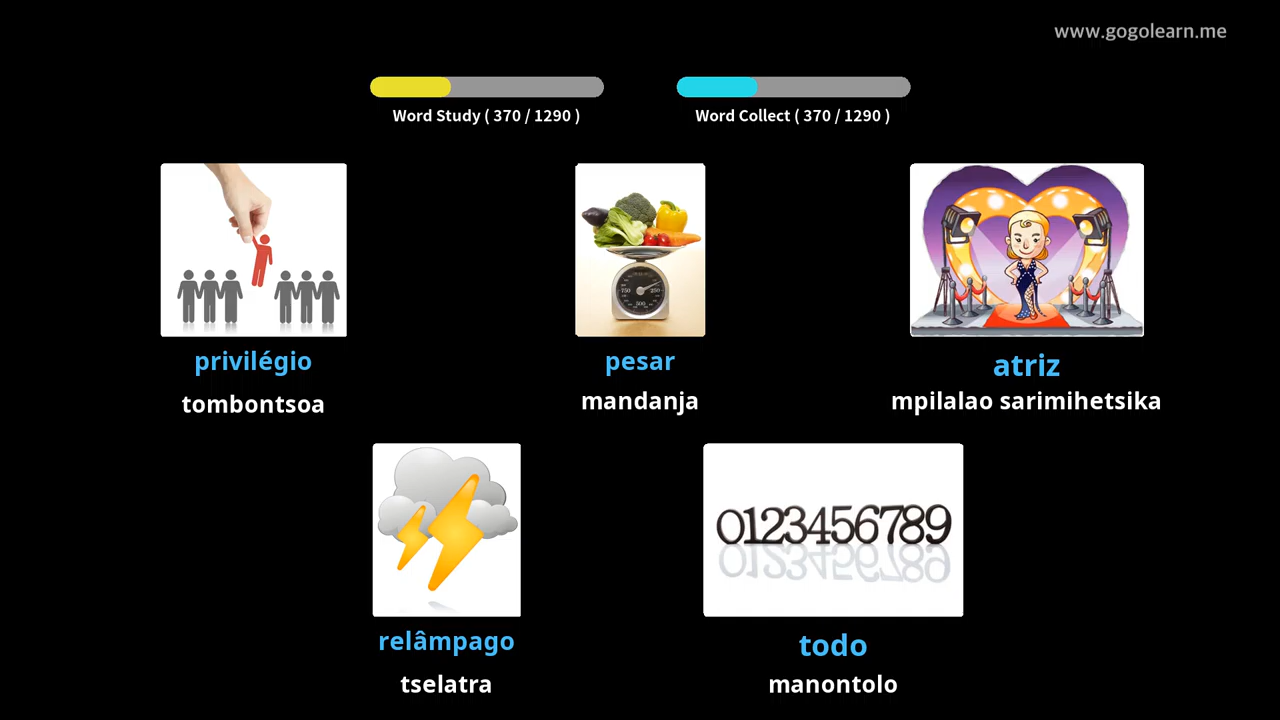 www.gogolearn.me
Word Study ( 370 / 1290 )
Word Collect ( 370 / 1290 )
privilégio
tombontsoa
pesar
mandanja
atriz
mpilalao sarimihetsika
relâmpago
tselatra
0123456789
todo
manontolo